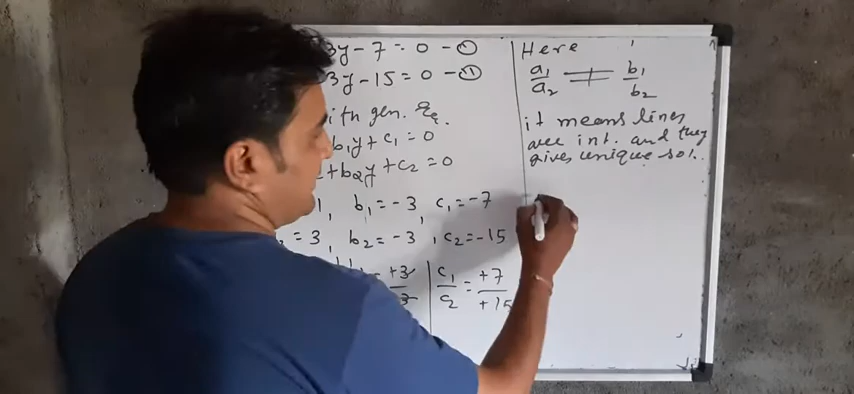 3y - 7 = 0 - ①
3y - 15 = 0 - ⑪
ith gen. Eq.
b₁y + c₁ = 0
+ b₂y + c₂ = 0
1, b₁ = -3, c₁ = -7
= 3, b₂ = -3, c₂ = -15
= +3
c₁/c₂ = +7/+15
Here
a₁/a₂ ≠ b₁/b₂
it means lines
are int. and they
gives unique sol.